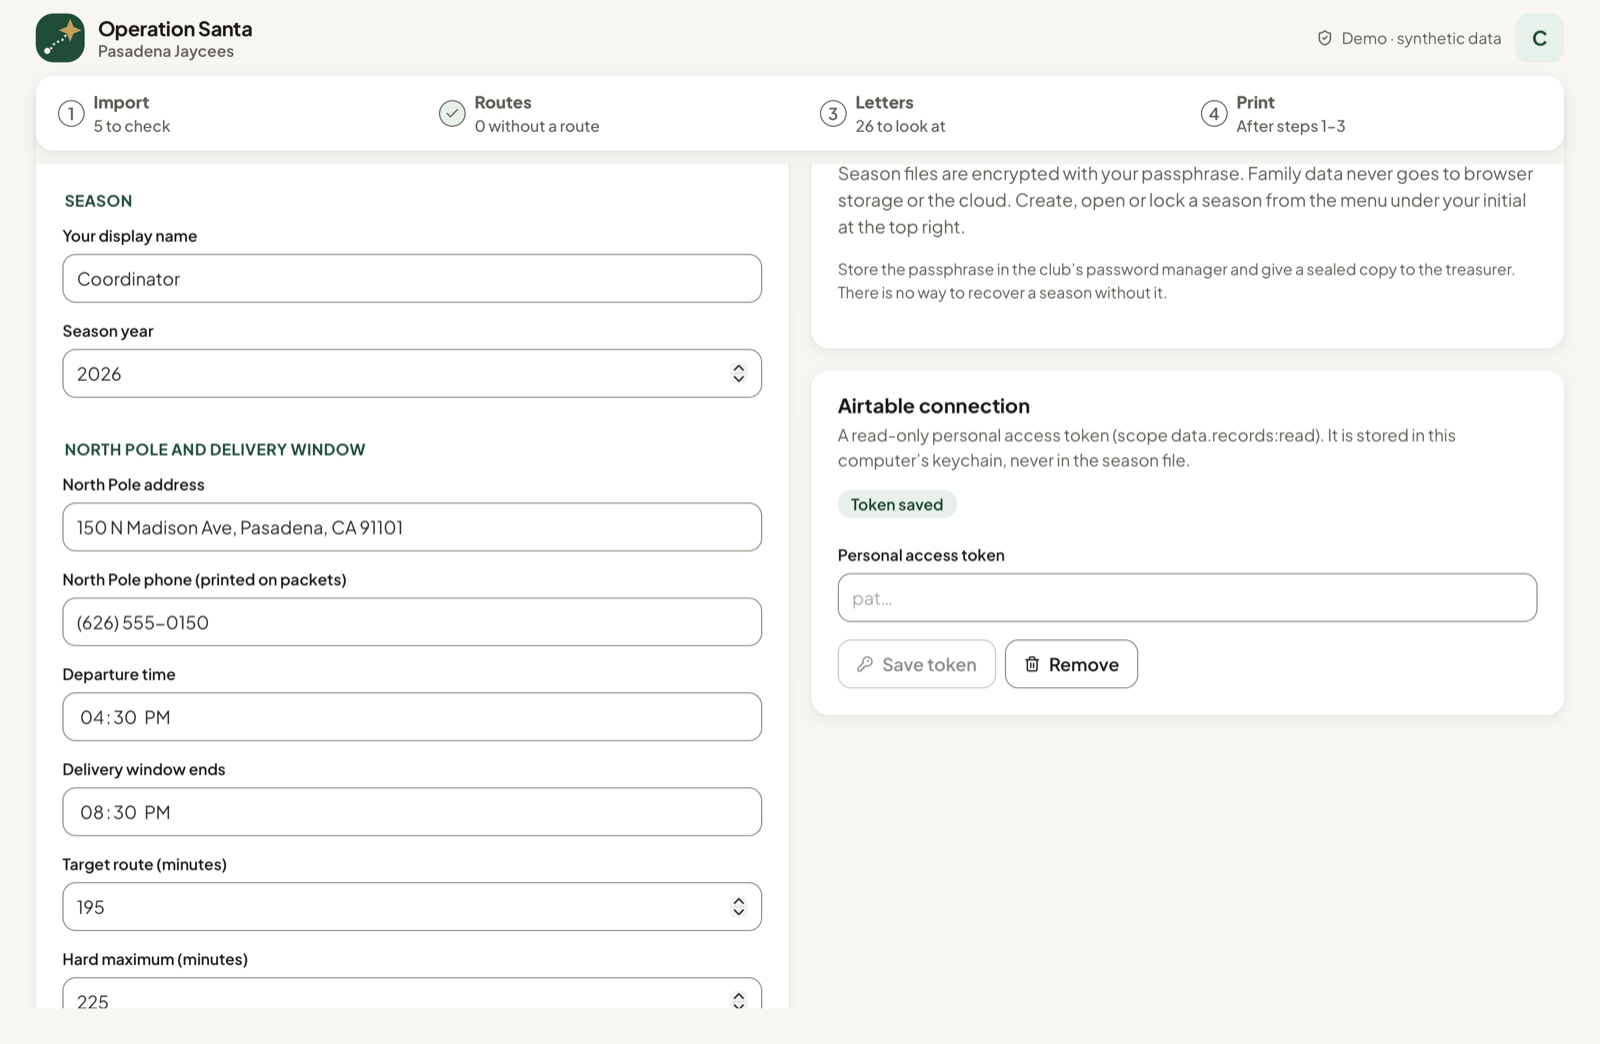 Operation Santa
Pasadena Jaycees
Demo · synthetic data
C
1
Import
5 to check
Routes
0 without a route
3
Letters
26 to look at
4
Print
After steps 1–3
SEASON
Your display name
Coordinator
Season year
2026
NORTH POLE AND DELIVERY WINDOW
North Pole address
150 N Madison Ave, Pasadena, CA 91101
North Pole phone (printed on packets)
(626) 555–0150
Departure time
04:30 PM
Delivery window ends
08:30 PM
Target route (minutes)
195
Hard maximum (minutes)
225
Season files are encrypted with your passphrase. Family data never goes to browser
storage or the cloud. Create, open or lock a season from the menu under your initial
at the top right.
Store the passphrase in the club’s password manager and give a sealed copy to the treasurer.
There is no way to recover a season without it.
Airtable connection
A read-only personal access token (scope data.records:read). It is stored in this
computer’s keychain, never in the season file.
Token saved
Personal access token
pat…
Save token
Remove